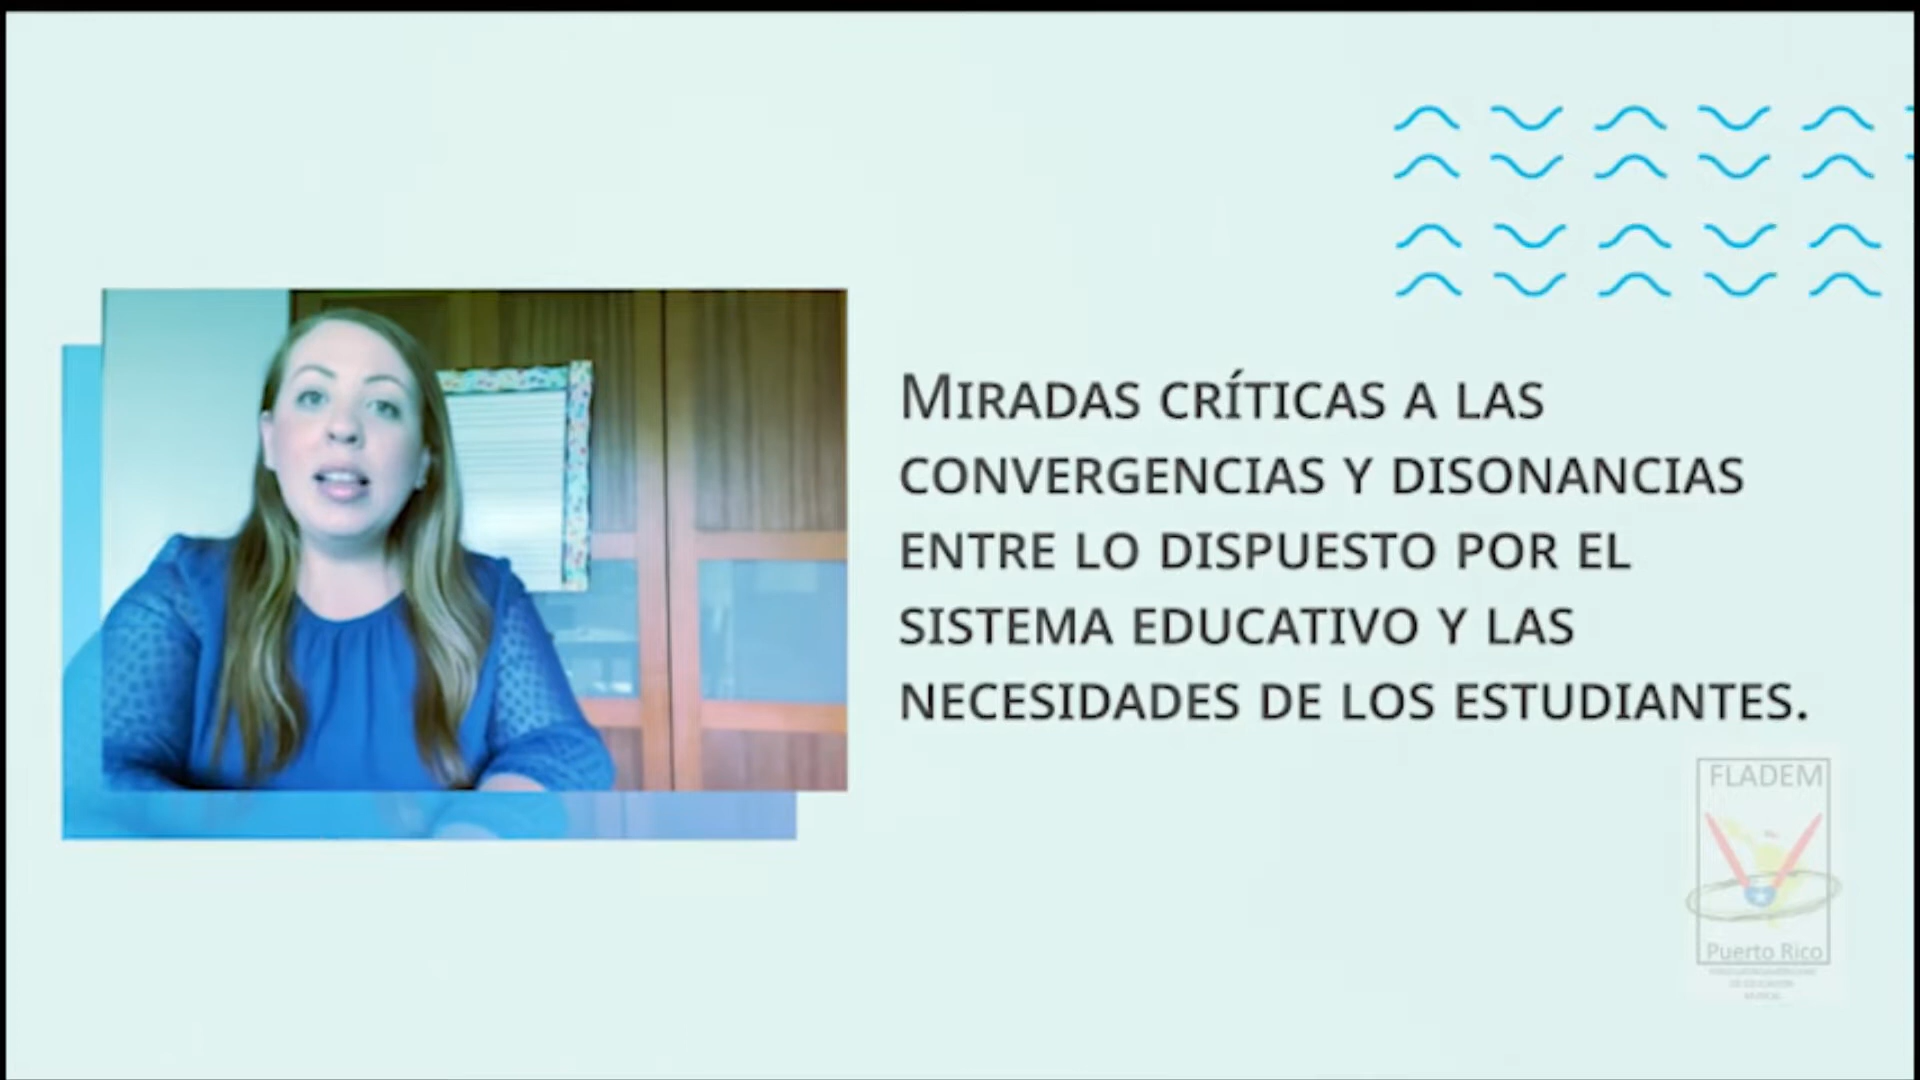 Miradas críticas a las
convergencias y disonancias
entre lo dispuesto por el
sistema educativo y las
necesidades de los estudiantes.
FLADEM
Puerto Rico